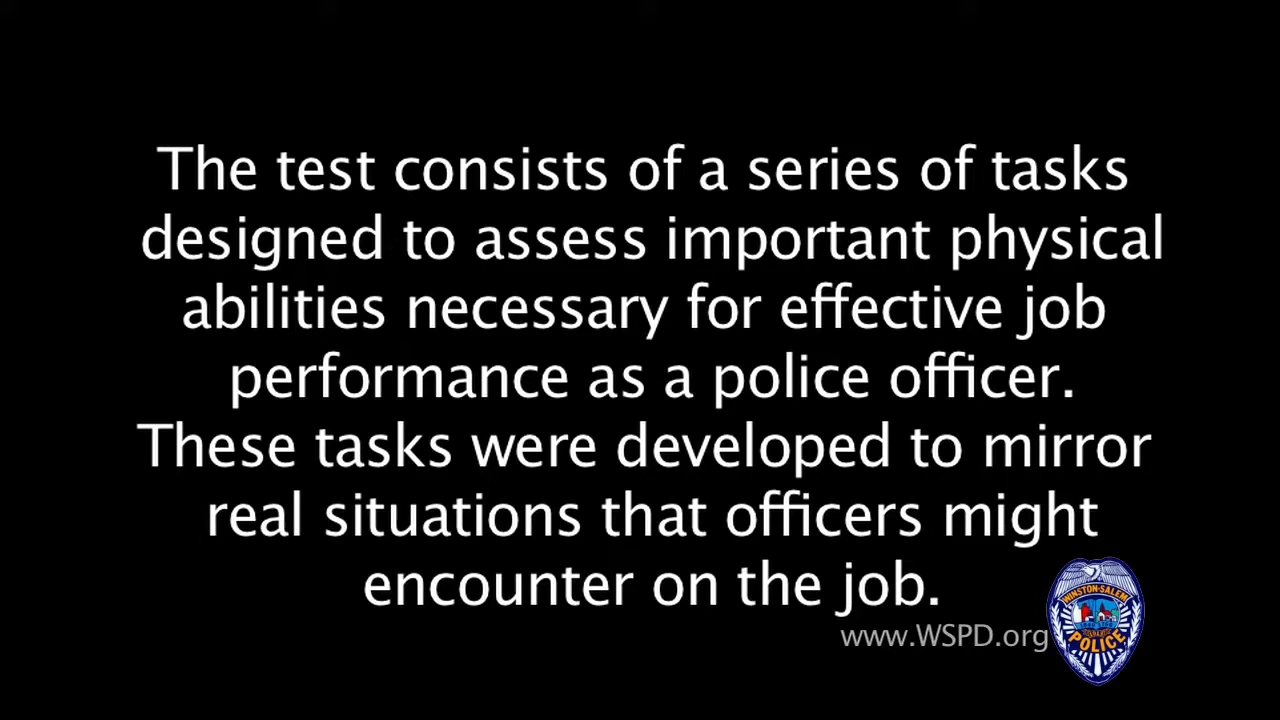 The test consists of a series of tasks
designed to assess important physical
abilities necessary for effective job
performance as a police officer.
These tasks were developed to mirror
real situations that officers might
encounter on the job.
www.WSPD.org
WINSTON-SALEM
POLICE